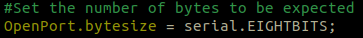 #Set the number of bytes to be expected
OpenPort.bytesize = serial.EIGHTBITS;